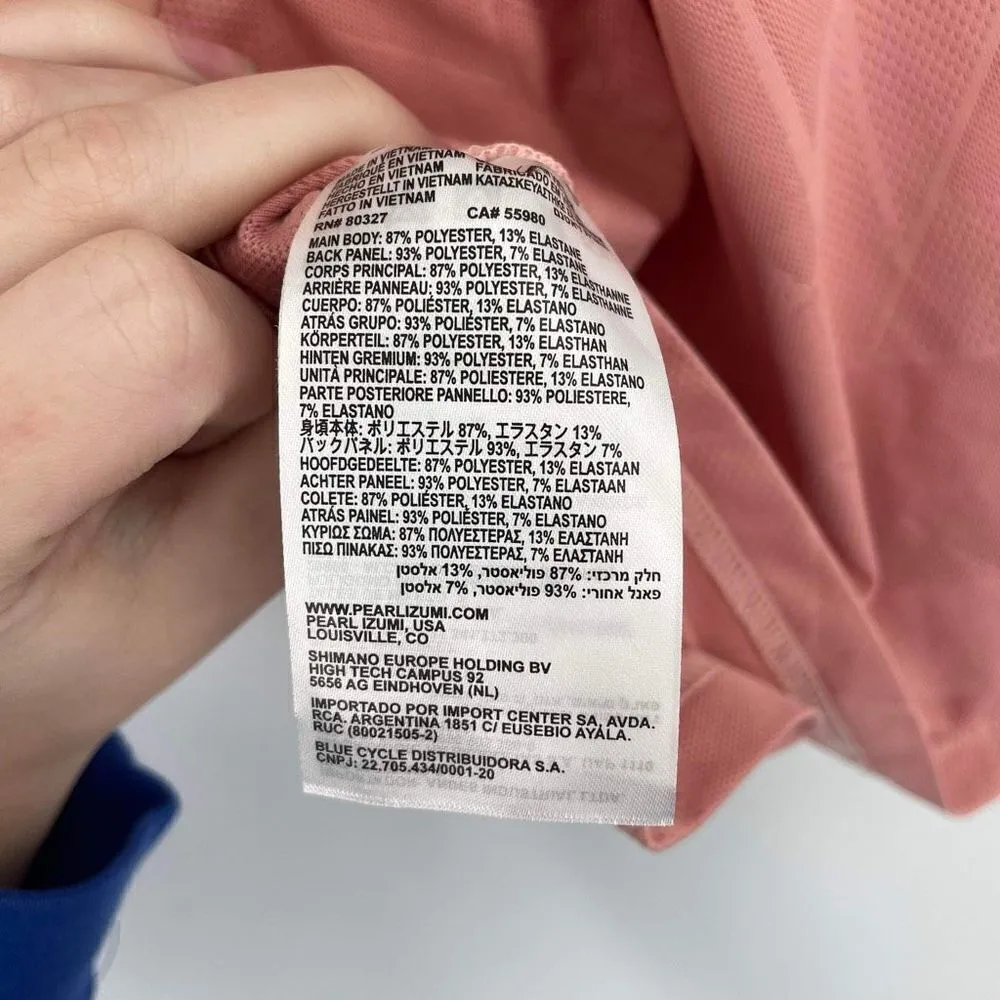 IN VIETNAM
FABRIQUE EN VIETNAM
HECHO EN VIETNAM FABRICADO
HERGESTELLT IN VIETNAM
FATTO IN VIETNAM
RN# 80327 CA# 55980
MAIN BODY: 87% POLYESTER, 13% ELASTANE
BACK PANEL: 93% POLYESTER, 7% ELASTANE
CORPS PRINCIPAL: 87% POLYESTER, 13% ELASTHANNE
ARRIÈRE PANNEAU: 93% POLYESTER, 7% ELASTHANNE
CUERPO: 87% POLIÉSTER, 13% ELASTANO
ATRÁS GRUPO: 93% POLIÉSTER, 7% ELASTANO
KÖRPERTEIL: 87% POLYESTER, 13% ELASTHAN
HINTEN GREMIUM: 93% POLYESTER, 7% ELASTHAN
UNITÀ PRINCIPALE: 87% POLIESTERE, 13% ELASTANO
PARTE POSTERIORE PANNELLO: 93% POLIESTERE,
7% ELASTANO
身頃本体: ポリエステル 87%, エラスタン 13%
バックパネル: ポリエステル 93%, エラスタン 7%
HOOFDGEDEELTE: 87% POLYESTER, 13% ELASTAAN
ACHTER PANEEL: 93% POLYESTER, 7% ELASTAAN
COLETE: 87% POLIÉSTER, 13% ELASTANO
ATRÁS PAINEL: 93% POLIÉSTER, 7% ELASTANO
ΚΥΡΙΩΣ ΣΩΜΑ: 87% ΠΟΛΥΕΣΤΕΡΑΣ, 13% ΕΛΑΣΤΑΝΗ
ΠΙΣΩ ΠΙΝΑΚΑΣ: 93% ΠΟΛΥΕΣΤΕΡΑΣ, 7% ΕΛΑΣΤΑΝΗ
חלק מרכזי: 87% פוליאסטר, 13% אלסטן
פאנל אחורי: 93% פוליאסטר, 7% אלסטן
WWW.PEARLIZUMI.COM
PEARL IZUMI, USA
LOUISVILLE, CO
SHIMANO EUROPE HOLDING BV
HIGH TECH CAMPUS 92
5656 AG EINDHOVEN (NL)
IMPORTADO POR IMPORT CENTER SA, AVDA.
RCA. ARGENTINA 1851 C/ EUSEBIO AYALA.
RUC (80021505-2)
BLUE CYCLE DISTRIBUIDORA S.A.
CNPJ: 22.705.434/0001-20